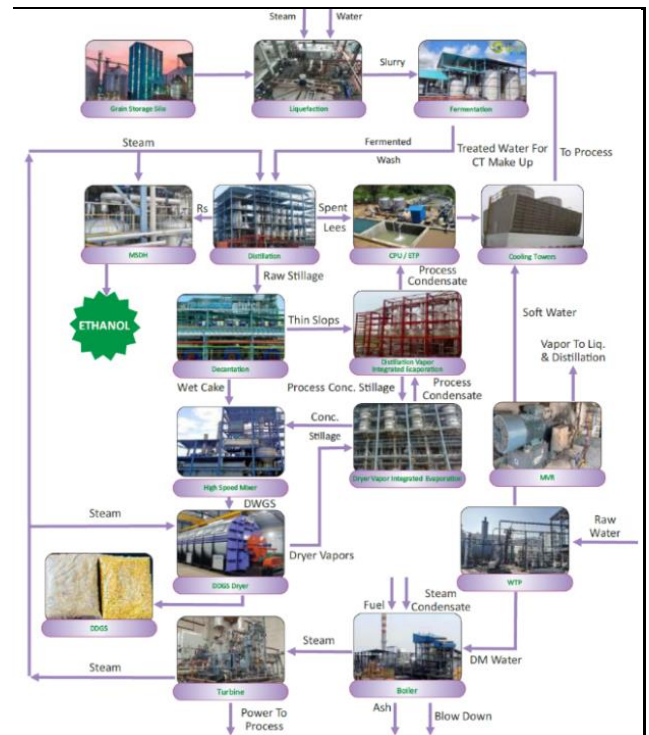 Steam
Water
Slurry
Grain Storage Silo
Liquefaction
Fermentation
Steam
Fermented
Wash
Treated Water For
CT Make Up
To Process
Rs
Spent
Lees
MSDH
Distillation
CPU / ETP
Cooling Towers
Raw Stillage
Process
Condensate
ETHANOL
Thin Slops
Soft Water
Vapor To Liq.
& Distillation
Decantation
Distillation Vapor
Integrated Evaporation
Wet Cake
Process Conc. Stillage
Process
Condensate
Conc.
Stillage
High Speed Mixer
Dryer Vapor Integrated Evaporation
MVR
DWGS
Steam
Dryer Vapors
Raw
Water
DDGS Dryer
WTP
DDGS
Fuel
Steam
Condensate
Steam
DM Water
Steam
Turbine
Boiler
Power To
Process
Ash
Blow Down